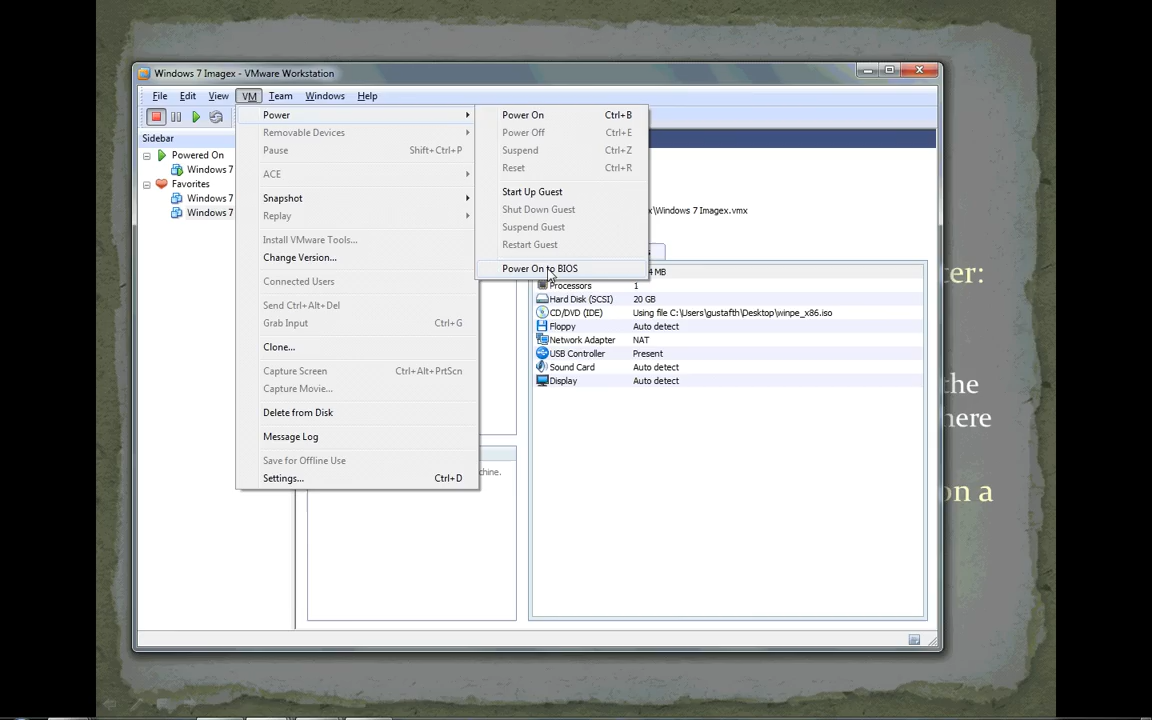 Windows 7 Imagex - VMware Workstation
File Edit View VM Team Windows Help
Sidebar
Powered On
Windows 7
Favorites
Windows 7
Windows 7
Power
Removable Devices
Pause Shift+Ctrl+P
ACE
Snapshot
Replay
Install VMware Tools...
Change Version...
Connected Users
Send Ctrl+Alt+Del
Grab Input Ctrl+G
Clone...
Capture Screen Ctrl+Alt+PrtScn
Capture Movie...
Delete from Disk
Message Log
Save for Offline Use
Settings... Ctrl+D
Power On Ctrl+B
Power Off Ctrl+E
Suspend Ctrl+Z
Reset Ctrl+R
Start Up Guest
Shut Down Guest
Suspend Guest
Restart Guest
Power On to BIOS
x\Windows 7 Imagex.vmx
4 MB
Processors 1
Hard Disk (SCSI) 20 GB
CD/DVD (IDE) Using file C:\Users\gustafth\Desktop\winpe_x86.iso
Floppy Auto detect
Network Adapter NAT
USB Controller Present
Sound Card Auto detect
Display Auto detect
chine.
ter:
the
here
on a